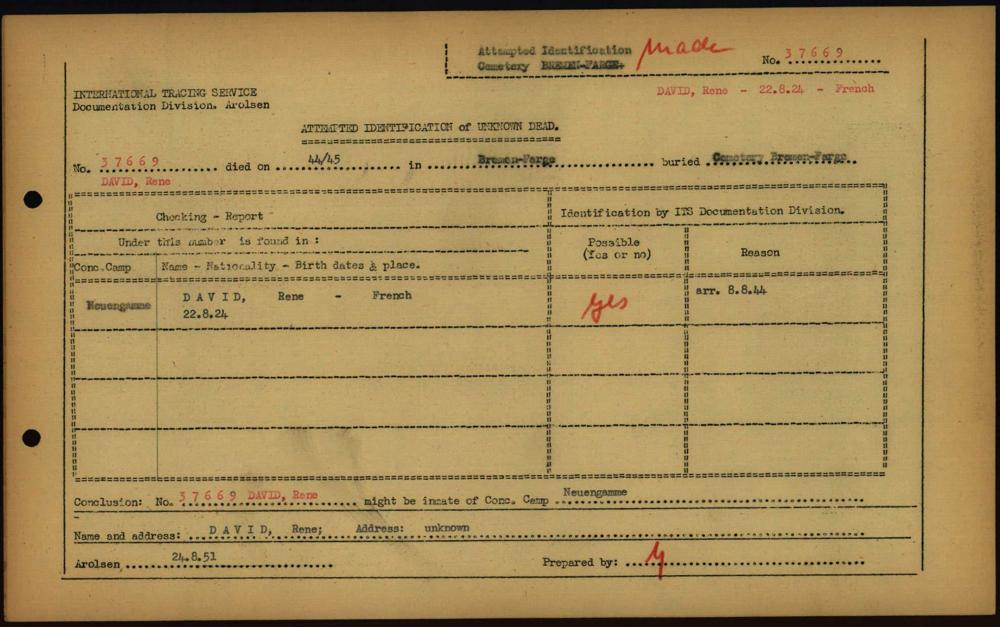 Attempted Identification made
Cemetery BREMEN-FARGE
No. 37669
DAVID, Rene - 22.8.24 - French
INTERNATIONAL TRACING SERVICE
Documentation Division. Arolsen
ATTEMPTED IDENTIFICATION of UNKNOWN DEAD.
No. 37669 died on 44/45 in Bremen-Farge buried Cemetery Bremen-Farge
DAVID, Rene
Checking - Report
Identification by ITS Documentation Division.
Under this number is found in :
Possible
(Yes or no)
Reason
Conc.Camp
Name - Nationality - Birth dates & place.
Neuengamme
D A V I D, Rene - French
22.8.24
yes
arr. 8.8.44
Conclusion: No. 37669 DAVID, Rene might be inmate of Conc. Camp Neuengamme
Name and address: D A V I D, Rene; Address: unknown
Arolsen 24.8.51
Prepared by: